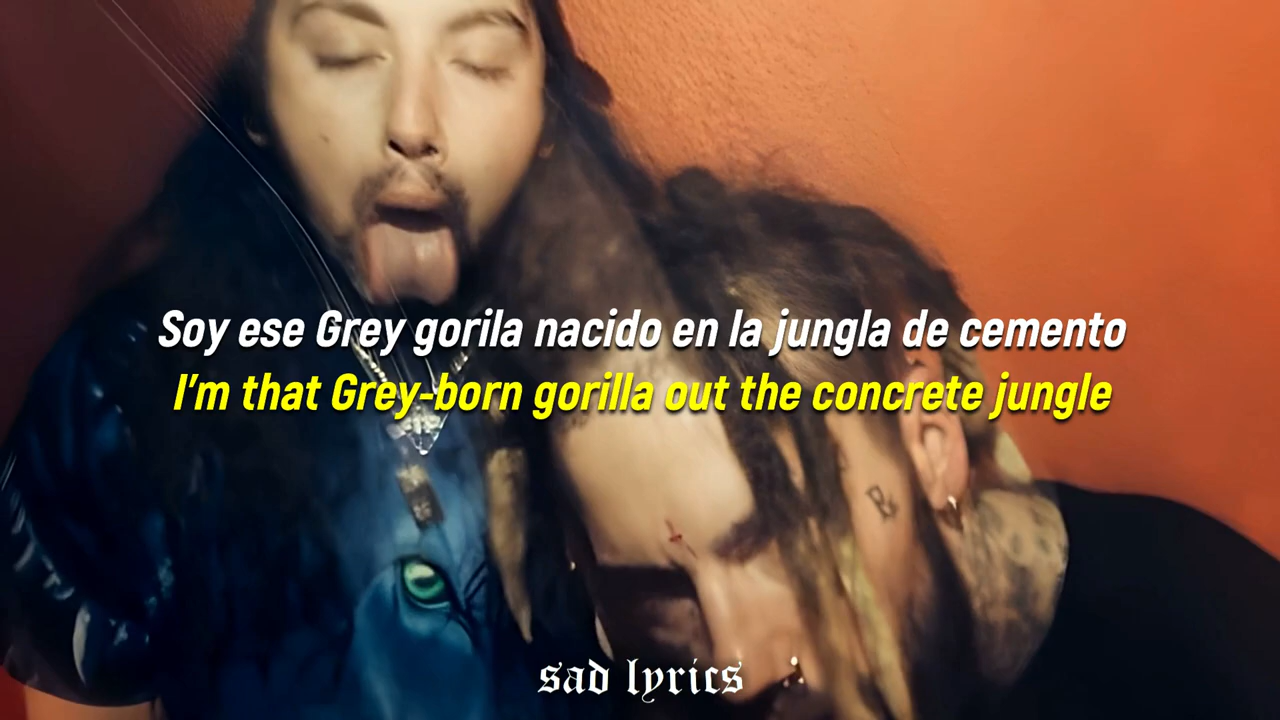 Soy ese Grey gorila nacido en la jungla de cemento
I'm that Grey-born gorilla out the concrete jungle
sad lyrics